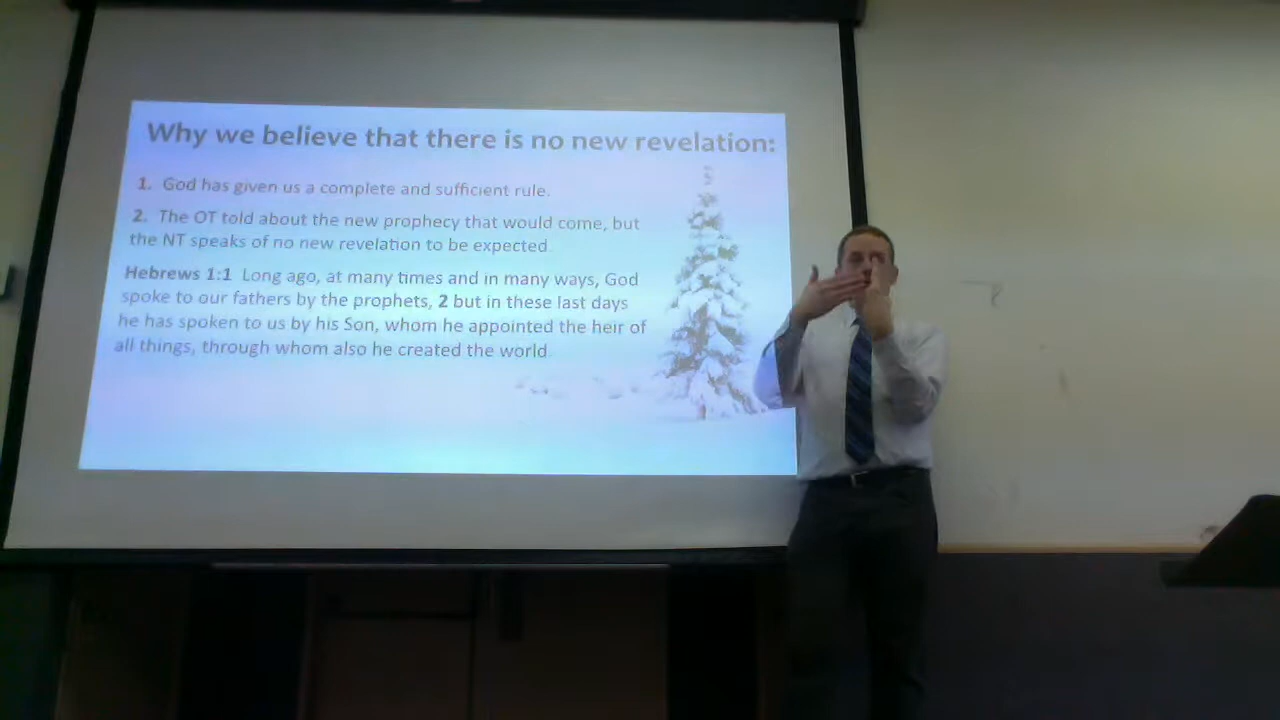 Why we believe that there is no new revelation:
1. God has given us a complete and sufficient rule.
2. The OT told about the new prophecy that would come, but
the NT speaks of no new revelation to be expected.
Hebrews 1:1 Long ago, at many times and in many ways, God
spoke to our fathers by the prophets, 2 but in these last days
he has spoken to us by his Son, whom he appointed the heir of
all things, through whom also he created the world.